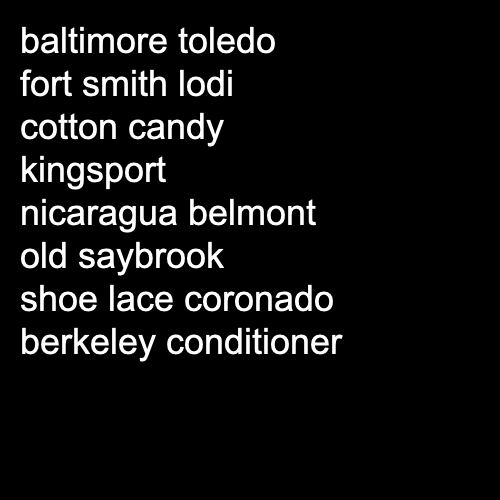 baltimore toledo
fort smith lodi
cotton candy
kingsport
nicaragua belmont
old saybrook
shoe lace coronado
berkeley conditioner